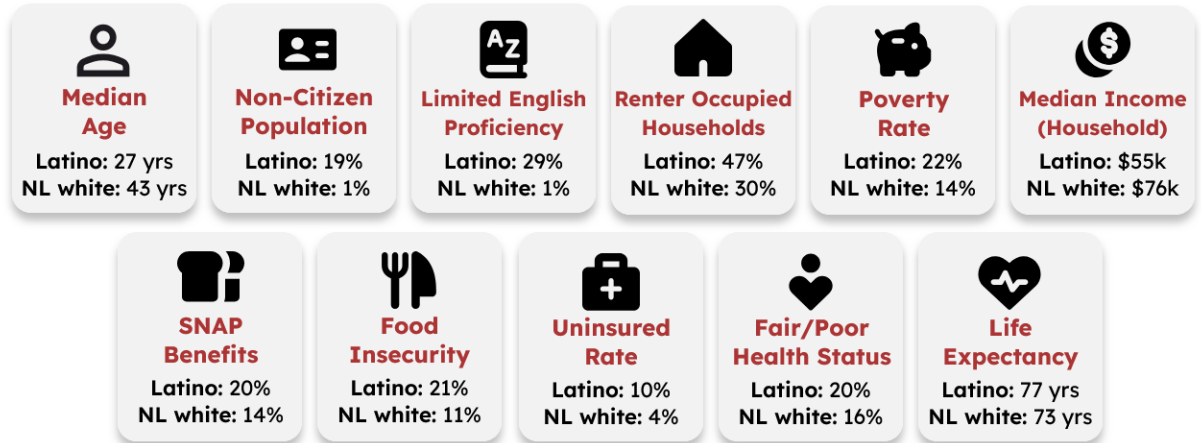 A Z
$
Median
Age
Latino: 27 yrs
NL white: 43 yrs
Non-Citizen
Population
Latino: 19%
NL white: 1%
Limited English
Proficiency
Latino: 29%
NL white: 1%
Renter Occupied
Households
Latino: 47%
NL white: 30%
Poverty
Rate
Latino: 22%
NL white: 14%
Median Income
(Household)
Latino: $55k
NL white: $76k
SNAP
Benefits
Latino: 20%
NL white: 14%
Food
Insecurity
Latino: 21%
NL white: 11%
Uninsured
Rate
Latino: 10%
NL white: 4%
Fair/Poor
Health Status
Latino: 20%
NL white: 16%
Life
Expectancy
Latino: 77 yrs
NL white: 73 yrs